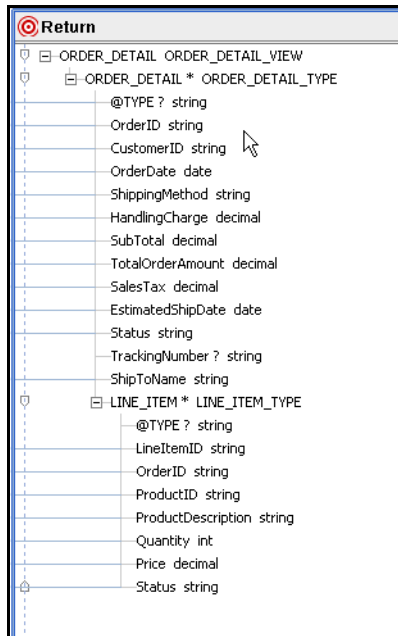 Return
ORDER_DETAIL ORDER_DETAIL_VIEW
ORDER_DETAIL * ORDER_DETAIL_TYPE
@TYPE ? string
OrderID string
CustomerID string
OrderDate date
ShippingMethod string
HandlingCharge decimal
SubTotal decimal
TotalOrderAmount decimal
SalesTax decimal
EstimatedShipDate date
Status string
TrackingNumber ? string
ShipToName string
LINE_ITEM * LINE_ITEM_TYPE
@TYPE ? string
LineItemID string
OrderID string
ProductID string
ProductDescription string
Quantity int
Price decimal
Status string